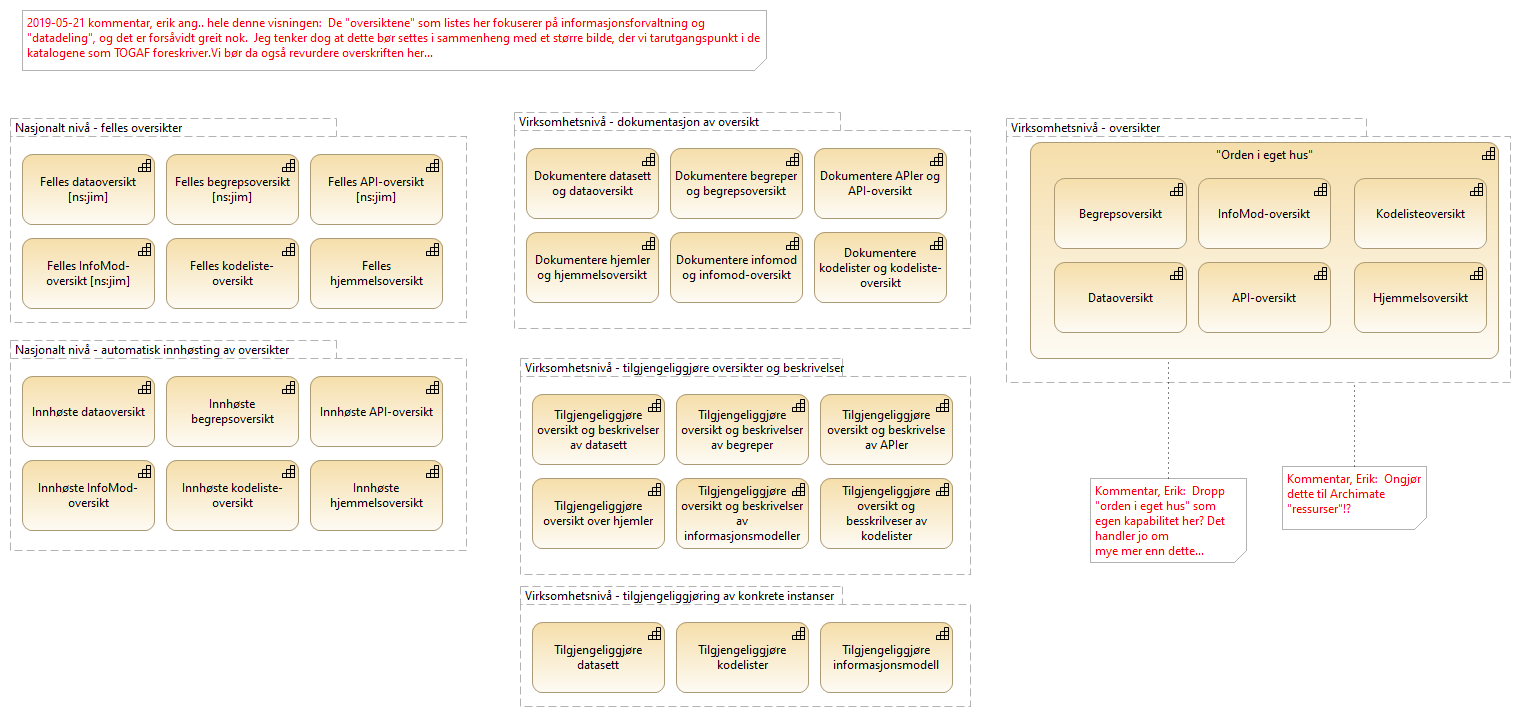 2019-05-21 kommentar, erik ang.. hele denne visningen:  De "oversiktene" som listes her fokuserer på informasjonsforvaltning og
"datadeling", og det er forsåvidt greit nok.  Jeg tenker dog at dette bør settes i sammenheng med et større bilde, der vi tarutgangspunkt i de
katalogene som TOGAF foreskriver.Vi bør da også revurdere overskriften her...
Nasjonalt nivå - felles oversikter
Felles dataoversikt
[ns:jim]
Felles begrepsoversikt
[ns:jim]
Felles API-oversikt
[ns:jim]
Felles InfoMod-
oversikt [ns:jim]
Felles kodeliste-
oversikt
Felles
hjemmelsoversikt
Nasjonalt nivå - automatisk innhøsting av oversikter
Innhøste dataoversikt
Innhøste
begrepsoversikt
Innhøste API-oversikt
Innhøste InfoMod-
oversikt
Innhøste kodeliste-
oversikt
Innhøste
hjemmelsoversikt
Virksomhetsnivå - dokumentasjon av oversikt
Dokumentere datasett
og dataoversikt
Dokumentere begreper
og begrepsoversikt
Dokumentere APIer og
API-oversikt
Dokumentere hjemler
og hjemmelsoversikt
Dokumentere infomod
og infomod-oversikt
Dokumentere
kodelister og kodeliste-
oversikt
Virksomhetsnivå - tilgjengeliggjøre oversikter og beskrivelser
Tilgjengeliggjøre
oversikt og beskrivelser
av datasett
Tilgjengeliggjøre
oversikt og beskrivelser
av begreper
Tilgjengeliggjøre
oversikt og beskrivelse
av APIer
Tilgjengeliggjøre
oversikt over hjemler
Tilgjengeliggjøre
oversikt og beskrivelser
av
informasjonsmodeller
Tilgjengeliggjøre
oversikt og
besskrilveser av
kodelister
Virksomhetsnivå - tilgjengeliggjøring av konkrete instanser
Tilgjengeliggjøre
datasett
Tilgjengeliggjøre
kodelister
Tilgjengeliggjøre
informasjonsmodell
Virksomhetsnivå - oversikter
"Orden i eget hus"
Begrepsoversikt
InfoMod-oversikt
Kodelisteoversikt
Dataoversikt
API-oversikt
Hjemmelsoversikt
Kommentar, Erik:  Dropp
"orden i eget hus" som
egen kapabilitet her? Det
handler jo om
mye mer enn dette...
Kommentar, Erik:  Ongjør
dette til Archimate
"ressurser"!?